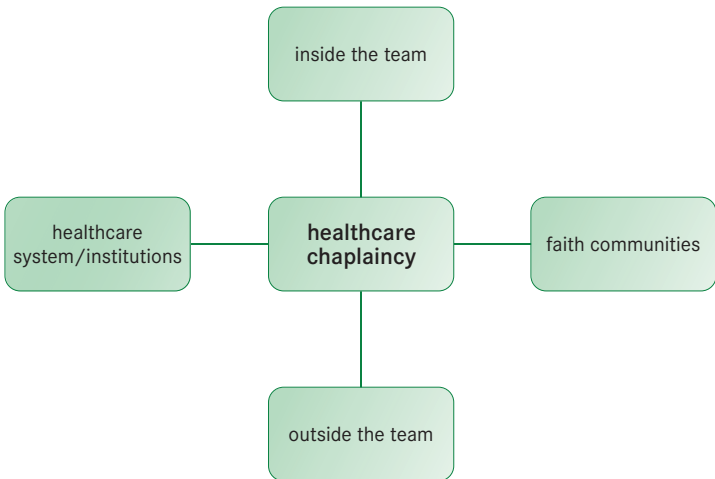 inside the team
healthcare
system/institutions
healthcare
chaplaincy
faith communities
outside the team